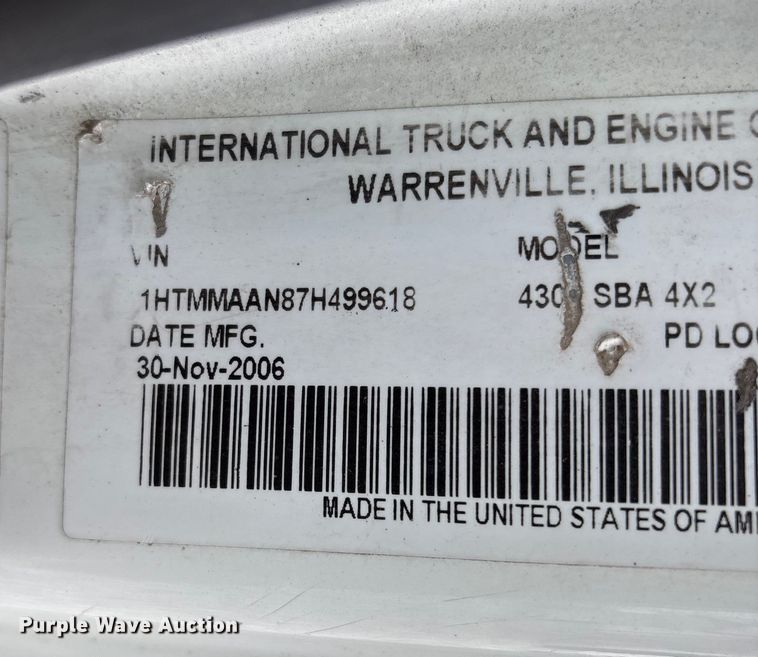 INTERNATIONAL TRUCK AND ENGINE
WARRENVILLE, ILLINOIS
VIN MODEL
1HTMMAAN87H499618 SBA 4X2
DATE MFG. PD
30-Nov-2006
MADE IN THE UNITED STATES OF
Purple Wave Auction